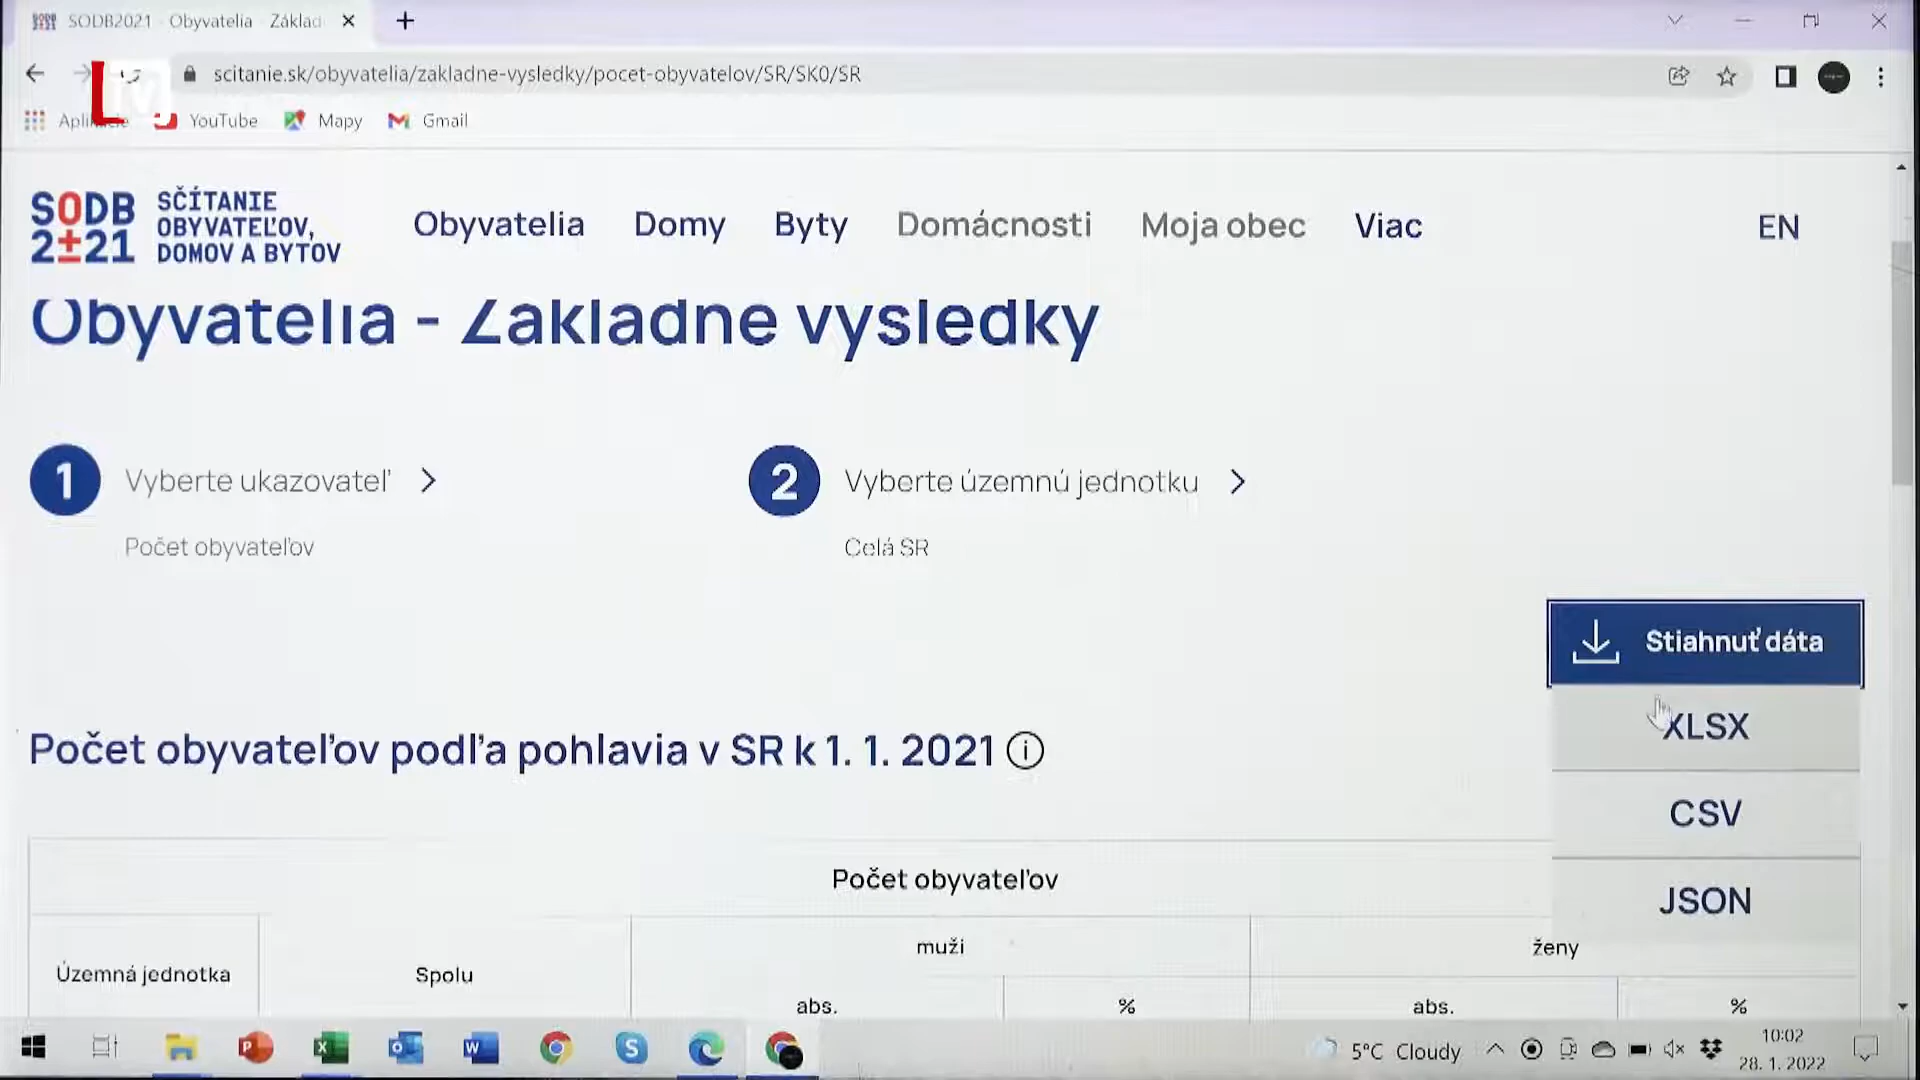 SODB2021 - Obyvatelia - Základ
scitanie.sk/obyvatelia/zakladne-vysledky/pocet-obyvatelov/SR/SK0/SR
YouTube
Mapy
Gmail
L tv
SODB
2±21
SČÍTANIE
OBYVATEĽOV,
DOMOV A BYTOV
Obyvatelia
Domy
Byty
Domácnosti
Moja obec
Viac
EN
Obyvatelia - Základné výsledky
1
Vyberte ukazovateľ
Počet obyvateľov
2
Vyberte územnú jednotku
Celá SR
Stiahnuť dáta
XLSX
CSV
JSON
Počet obyvateľov podľa pohlavia v SR k 1. 1. 2021
Počet obyvateľov
Územná jednotka
Spolu
muži
ženy
abs.
%
abs.
%
5°C Cloudy
10:02
28. 1. 2022